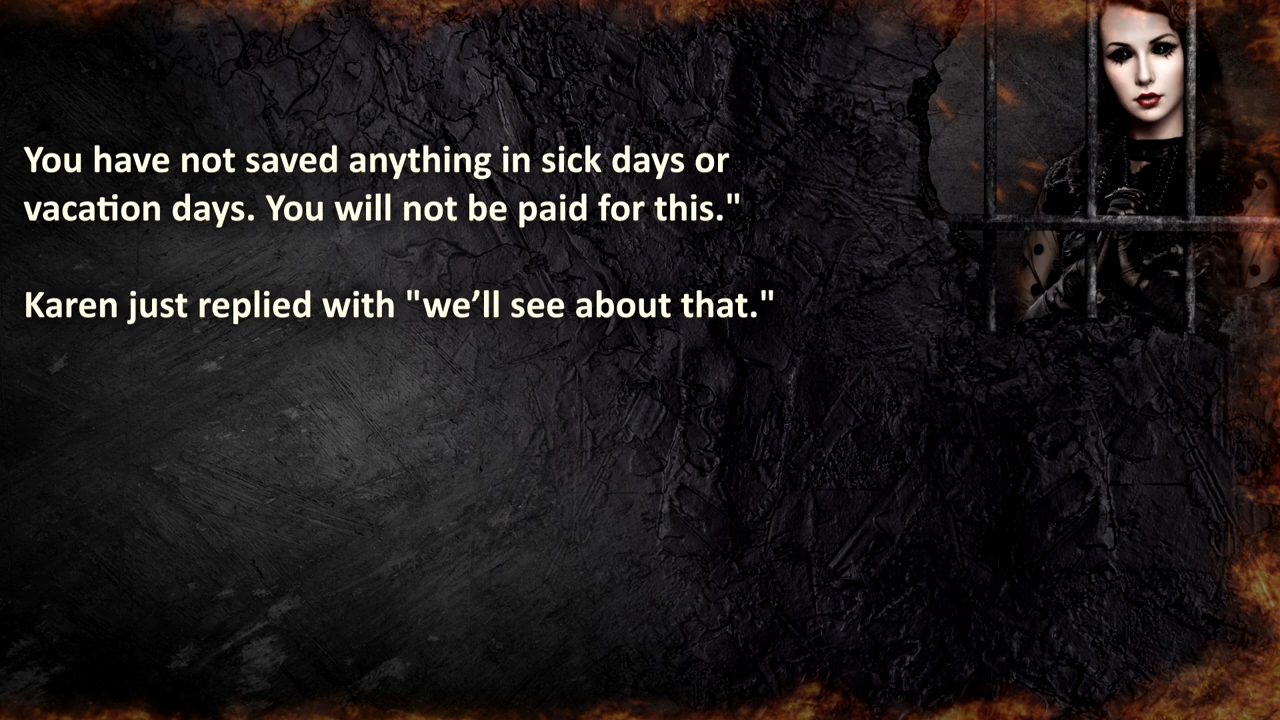 You have not saved anything in sick days or
vacation days. You will not be paid for this."
Karen just replied with "we’ll see about that."